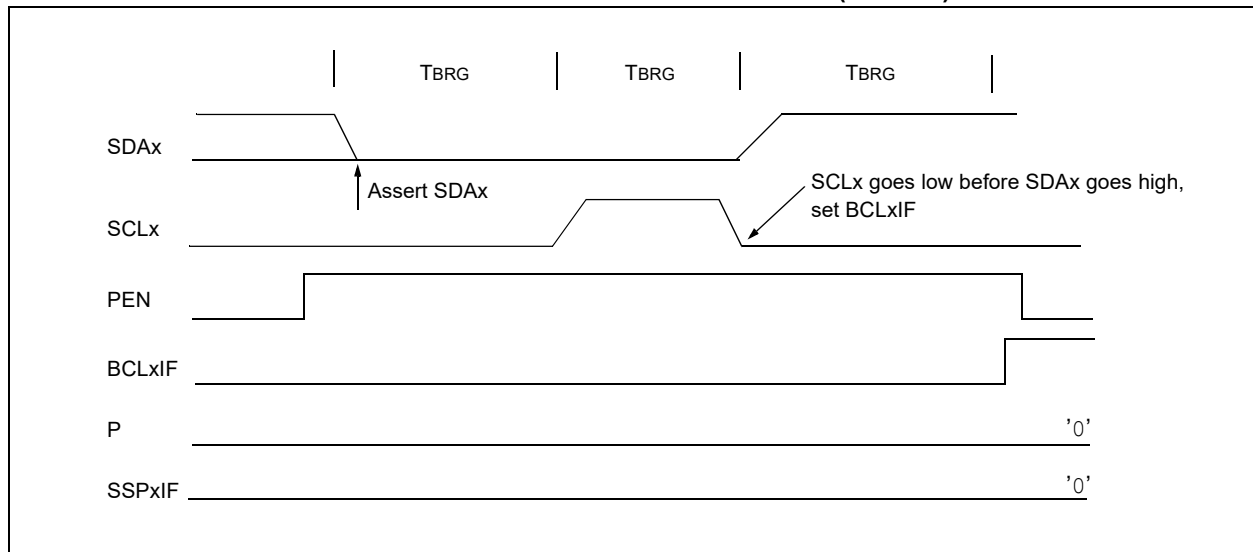 TBRG TBRG TBRG
SDAx
Assert SDAx
SCLx goes low before SDAx goes high,
set BCLxIF
SCLx
PEN
BCLxIF
P '0'
SSPxIF '0'